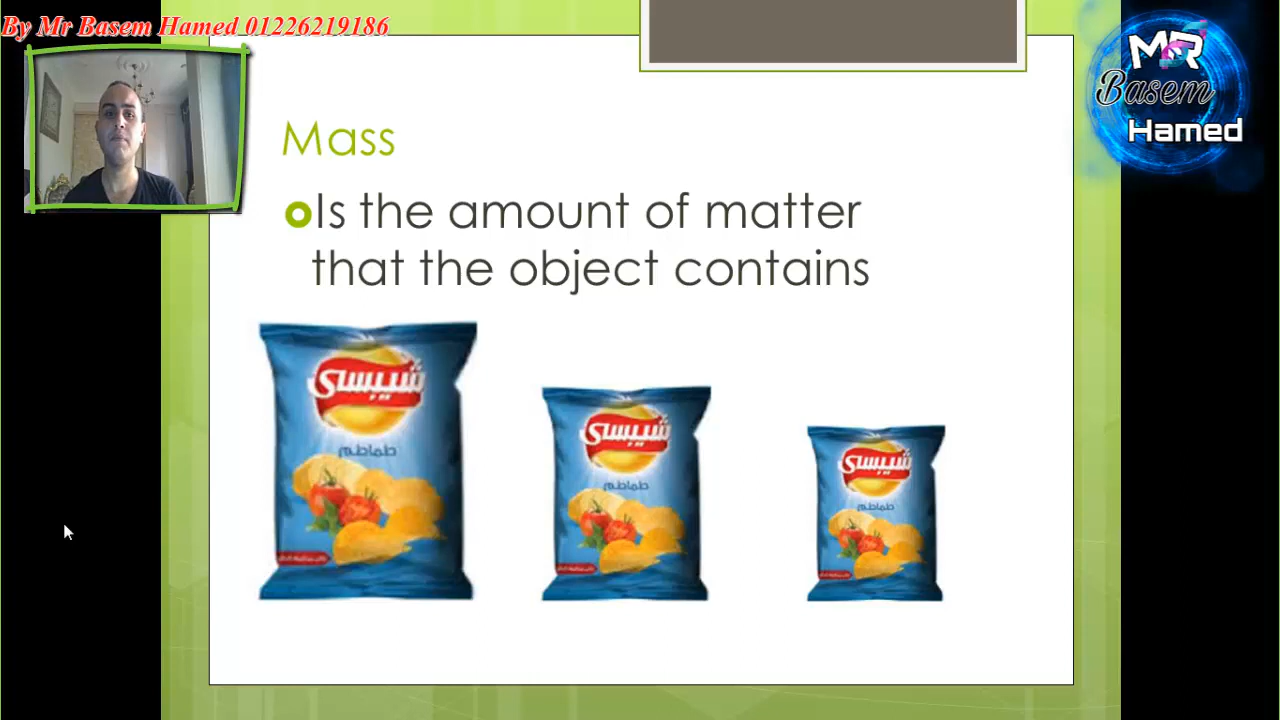 By Mr Basem Hamed 01226219186
MR
Basem
Hamed
Mass
Is the amount of matter
that the object contains
شيبسي
طماطم
شيبسي
طماطم
شيبسي
طماطم